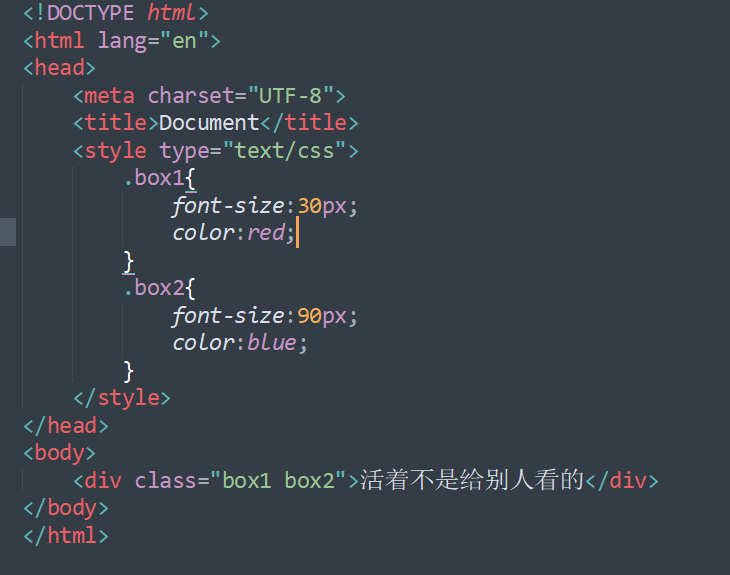 <!DOCTYPE html>
<html lang="en">
<head>
    <meta charset="UTF-8">
    <title>Document</title>
    <style type="text/css">
        .box1{
            font-size:30px;
            color:red;
        }
        .box2{
            font-size:90px;
            color:blue;
        }
    </style>
</head>
<body>
    <div class="box1 box2">活着不是给别人看的</div>
</body>
</html>